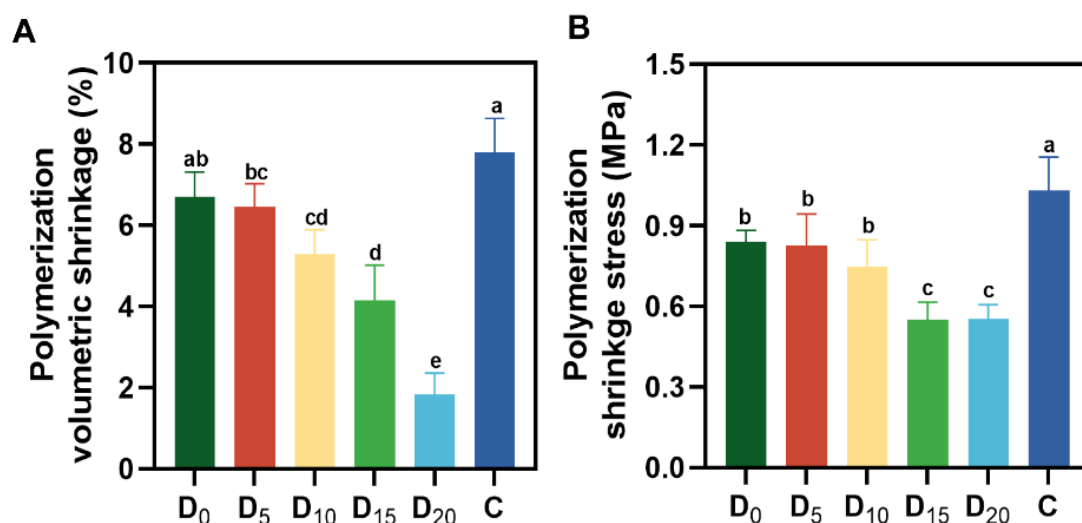 A
Polymerization
volumetric shrinkage (%)
10
8
6
4
2
0
ab
bc
cd
d
e
a
D₀ D₅ D₁₀ D₁₅ D₂₀ C
B
Polymerization
shrinkge stress (MPa)
1.5
1.2
0.9
0.6
0.3
0.0
b
b
b
c
c
a
D₀ D₅ D₁₀ D₁₅ D₂₀ C